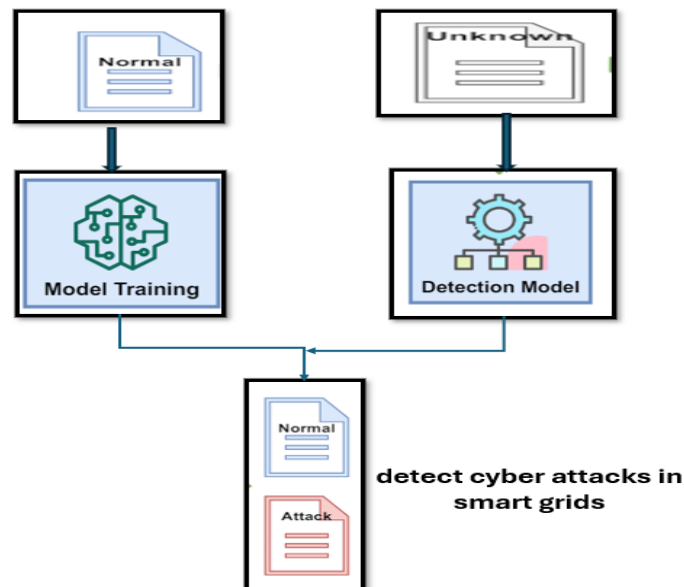 Normal
Unknown
Model Training
Detection Model
Normal
Attack
detect cyber attacks in
smart grids